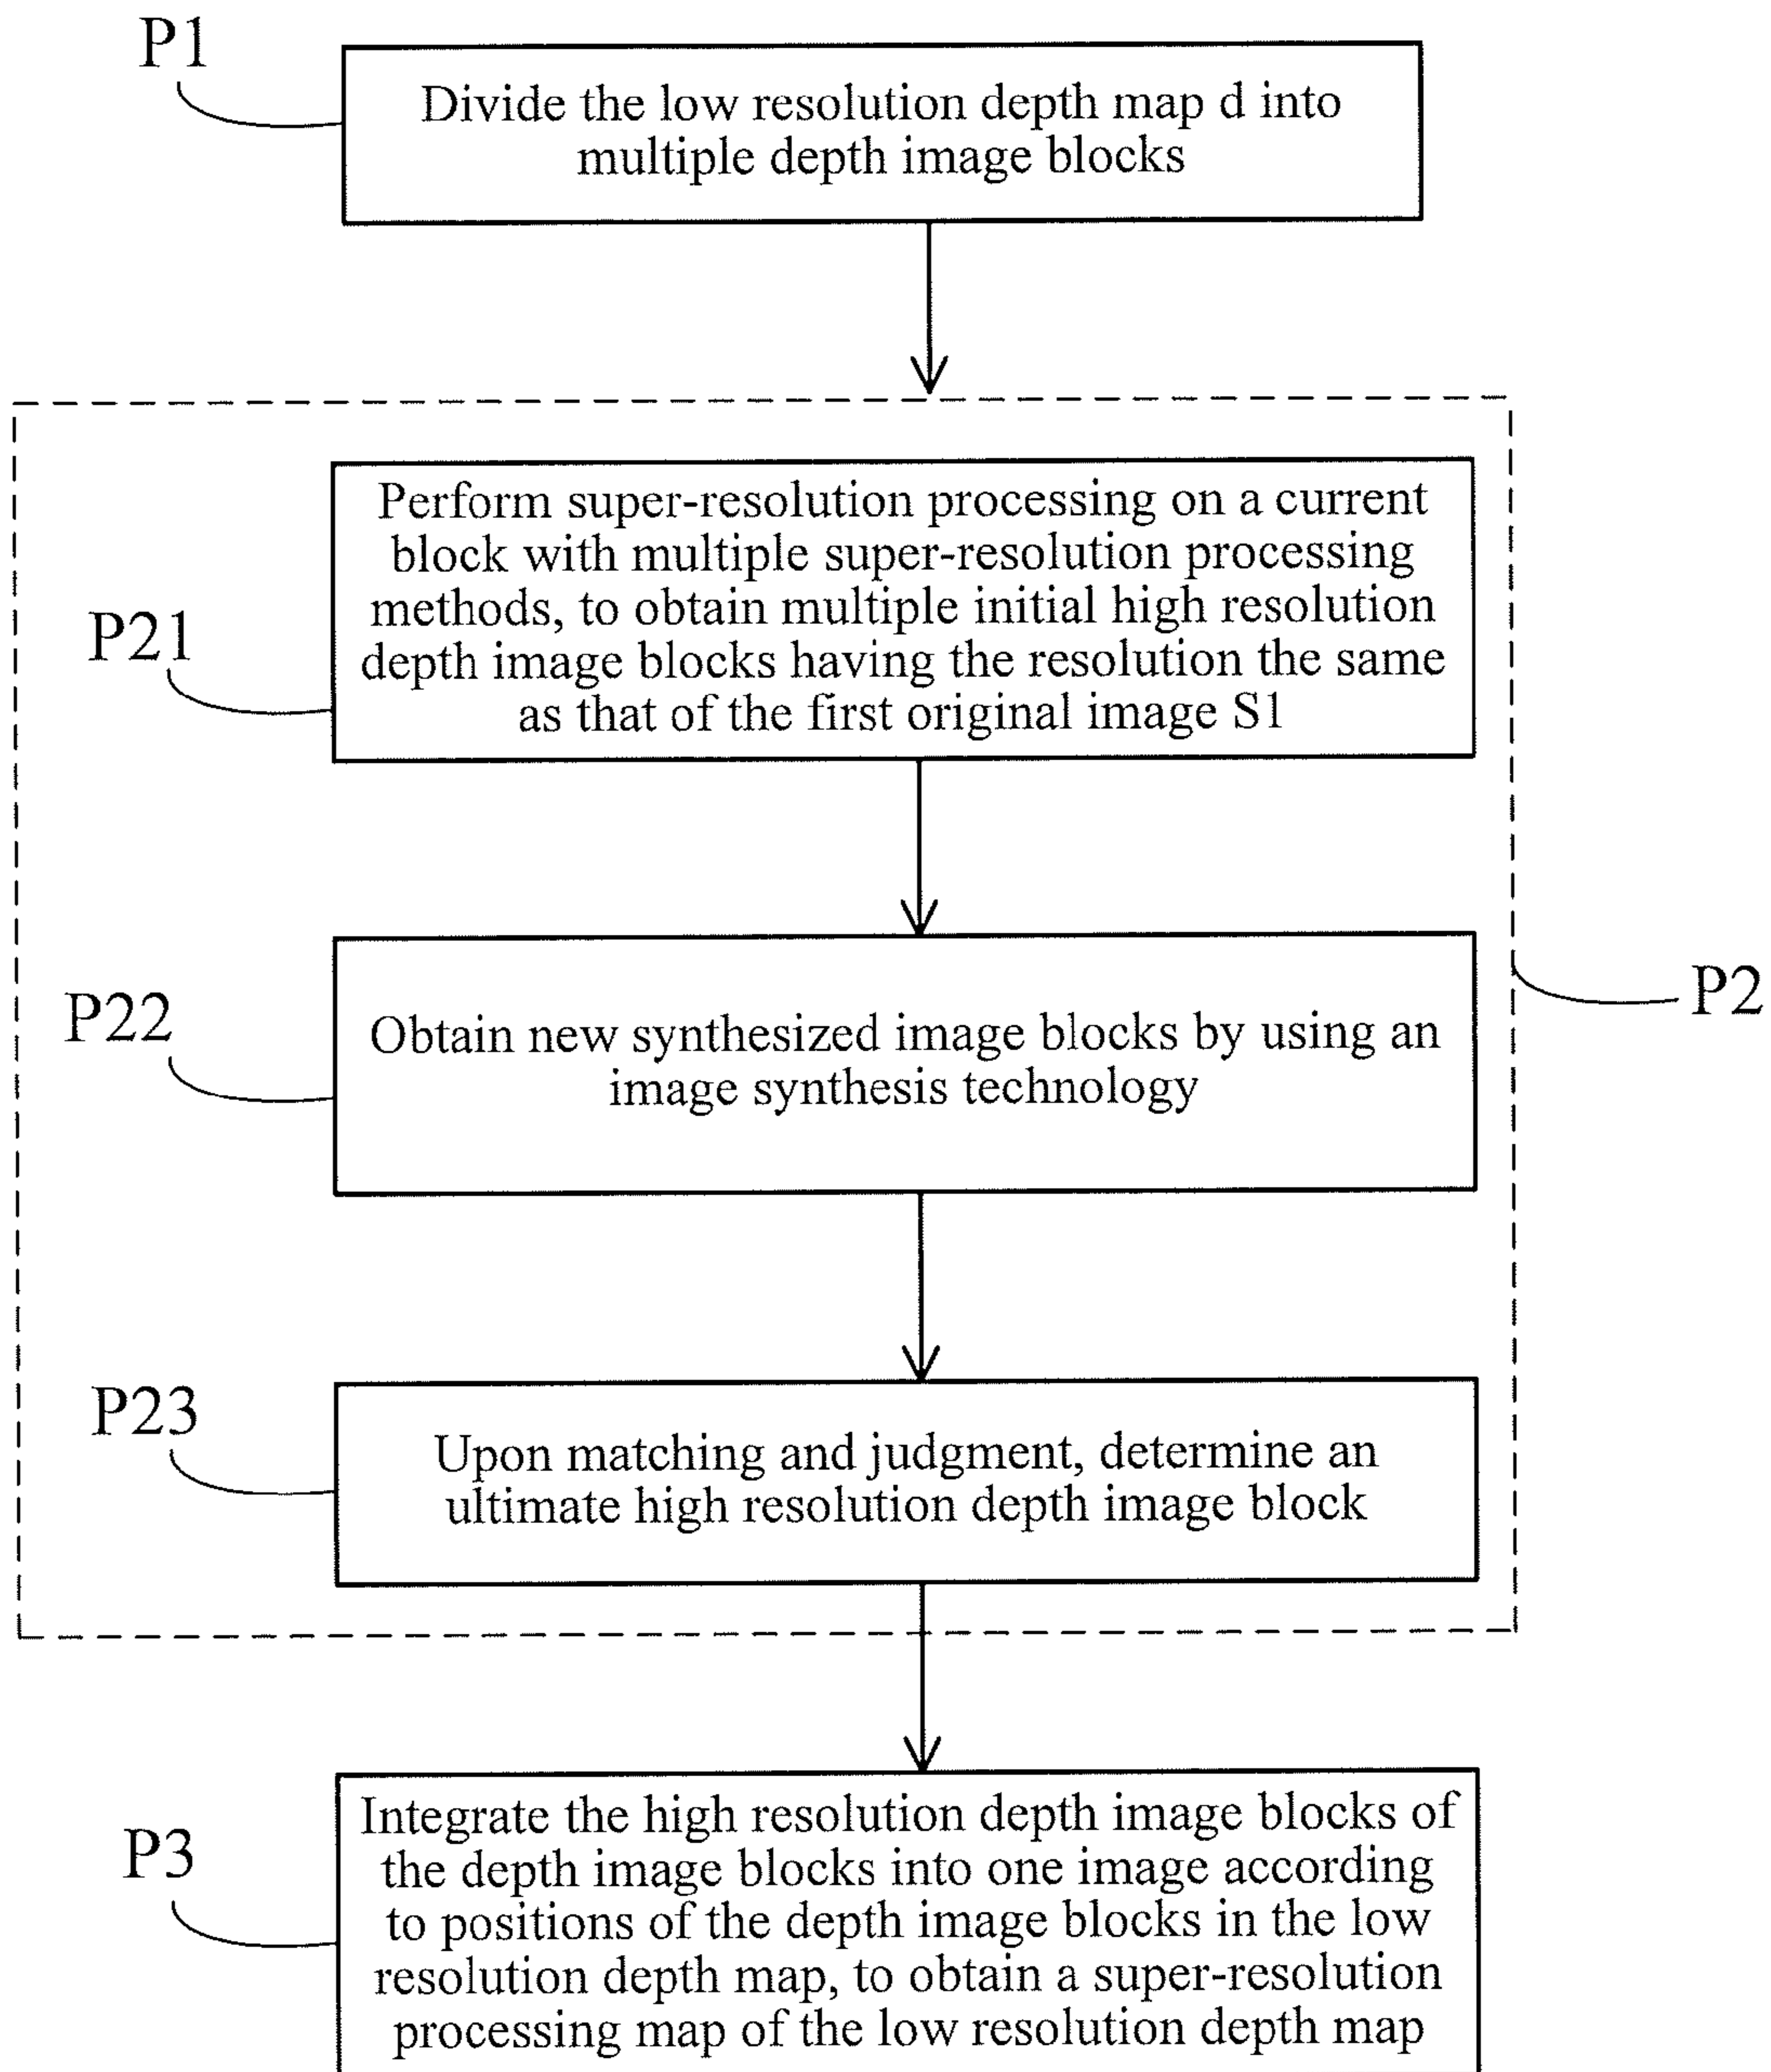 P1
Divide the low resolution depth map d into
multiple depth image blocks
Perform super-resolution processing on a current
block with multiple super-resolution processing
methods, to obtain multiple initial high resolution
depth image blocks having the resolution the same
as that of the first original image S1
P21
P2
Obtain new synthesized image blocks by using an
image synthesis technology
P22
Upon matching and judgment, determine an
ultimate high resolution depth image block
P23
Integrate the high resolution depth image blocks of
the depth image blocks into one image according
to positions of the depth image blocks in the low
resolution depth map, to obtain a super-resolution
processing map of the low resolution depth map
P3